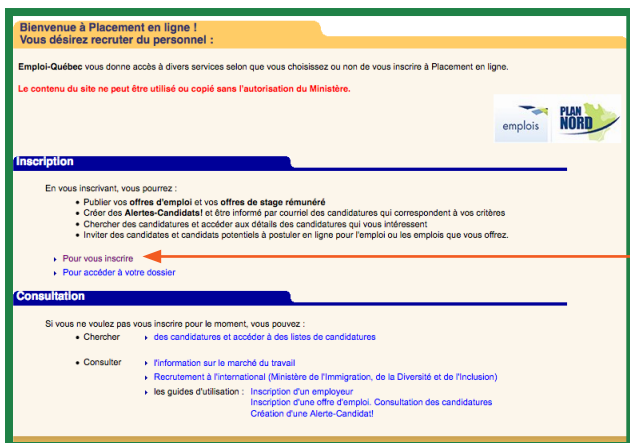 Bienvenue à Placement en ligne !
Vous désirez recruter du personnel :
Emploi-Québec vous donne accès à divers services selon que vous choisissez ou non de vous inscrire à Placement en ligne.
Le contenu du site ne peut être utilisé ou copié sans l'autorisation du Ministère.
emplois
PLAN
NORD
Inscription
En vous inscrivant, vous pourrez :
• Publier vos offres d'emploi et vos offres de stage rémunéré
• Créer des Alertes-Candidats! et être informé par courriel des candidatures qui correspondent à vos critères
• Chercher des candidatures et accéder aux détails des candidatures qui vous intéressent
• Inviter des candidates et candidats potentiels à postuler en ligne pour l'emploi ou les emplois que vous offrez.
Pour vous inscrire
Pour accéder à votre dossier
Consultation
Si vous ne voulez pas vous inscrire pour le moment, vous pouvez :
• Chercher des candidatures et accéder à des listes de candidatures
• Consulter l'information sur le marché du travail
Recrutement à l'international (Ministère de l'Immigration, de la Diversité et de l'Inclusion)
les guides d'utilisation : Inscription d'un employeur
Inscription d'une offre d'emploi. Consultation des candidatures
Création d'une Alerte-Candidat!